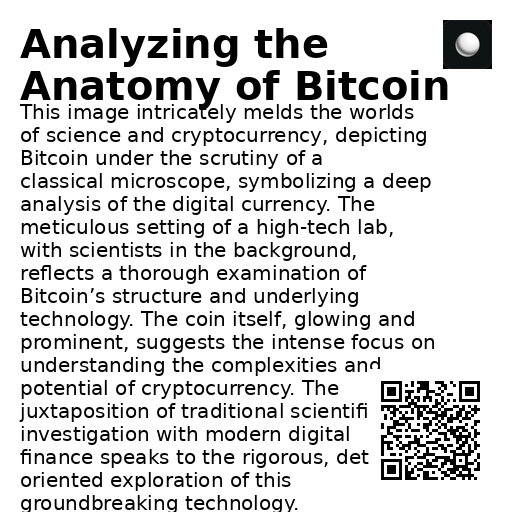 Analyzing the
Anatomy of Bitcoin
This image intricately melds the worlds
of science and cryptocurrency, depicting
Bitcoin under the scrutiny of a
classical microscope, symbolizing a deep
analysis of the digital currency. The
meticulous setting of a high-tech lab,
with scientists in the background,
reflects a thorough examination of
Bitcoin’s structure and underlying
technology. The coin itself, glowing and
prominent, suggests the intense focus on
understanding the complexities and
potential of cryptocurrency. The
juxtaposition of traditional scientifi
investigation with modern digital
finance speaks to the rigorous, det
oriented exploration of this
groundbreaking technology.